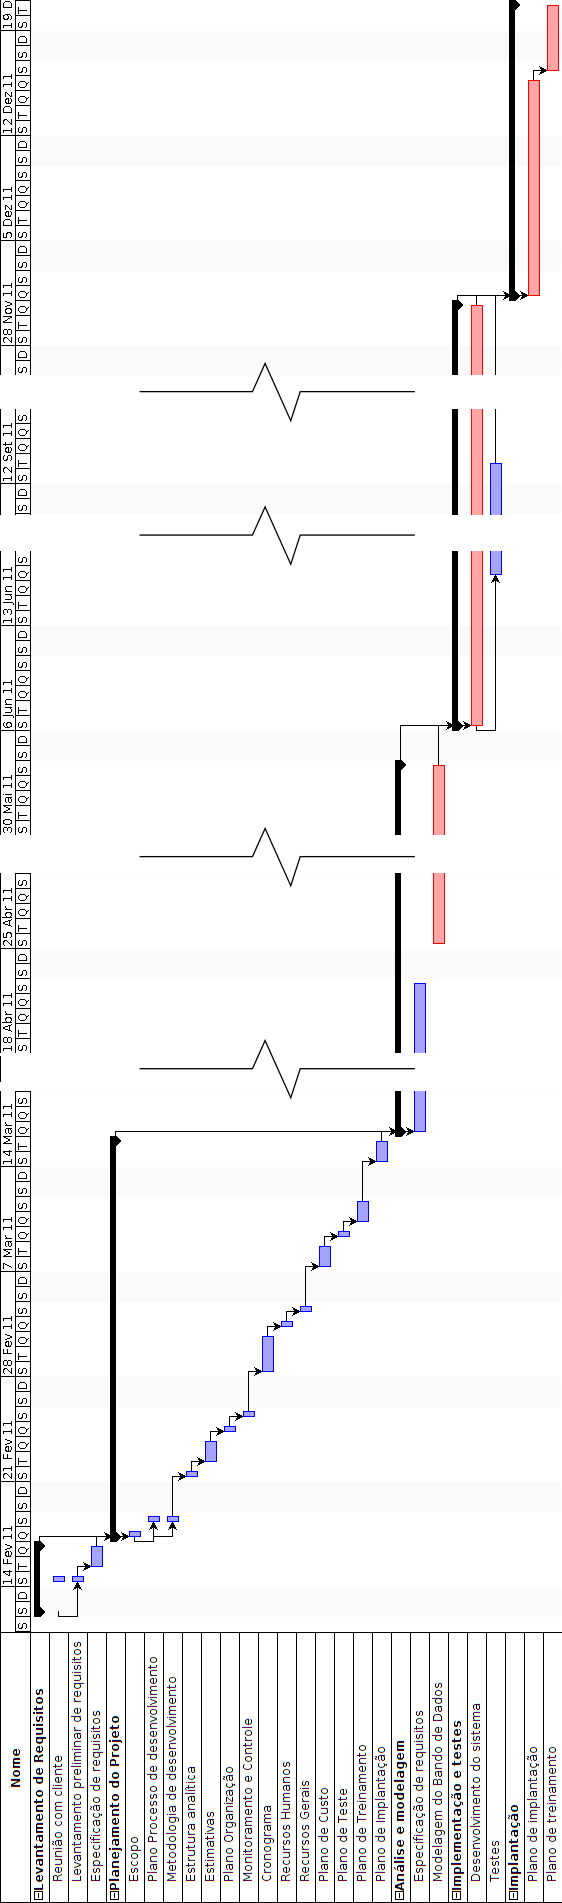 Nome 14 Fev 11 21 Fev 11 28 Fev 11 7 Mar 11 14 Mar 11 18 Abr 11 25 Abr 11 30 Mai 11 6 Jun 11 13 Jun 11 12 Set 11 28 Nov 11 5 Dez 11 12 Dez 11 19 D
S S D S T Q Q S S D S T Q Q S S D S T Q Q S S D S T Q Q S S D S T Q Q S S T Q Q S S D S T Q Q S S T Q Q S S D S T Q Q S S D S T Q Q S S D S T Q Q S S D S T Q Q S S D S T Q Q S S D S T Q Q S S D S T
Levantamento de Requisitos
Reunião com cliente
Levantamento preliminar de requisitos
Especificação de requisitos
Planejamento do Projeto
Escopo
Plano Processo de desenvolvimento
Metodologia de desenvolvimento
Estrutura analítica
Estimativas
Plano Organização
Monitoramento e Controle
Cronograma
Recursos Humanos
Recursos Gerais
Plano de Custo
Plano de Teste
Plano de Treinamento
Plano de Implantação
Análise e modelagem
Especificação de requisitos
Modelagem do Bando de Dados
Implementação e testes
Desenvolvimento do sistema
Testes
Implantação
Plano de implantação
Plano de treinamento